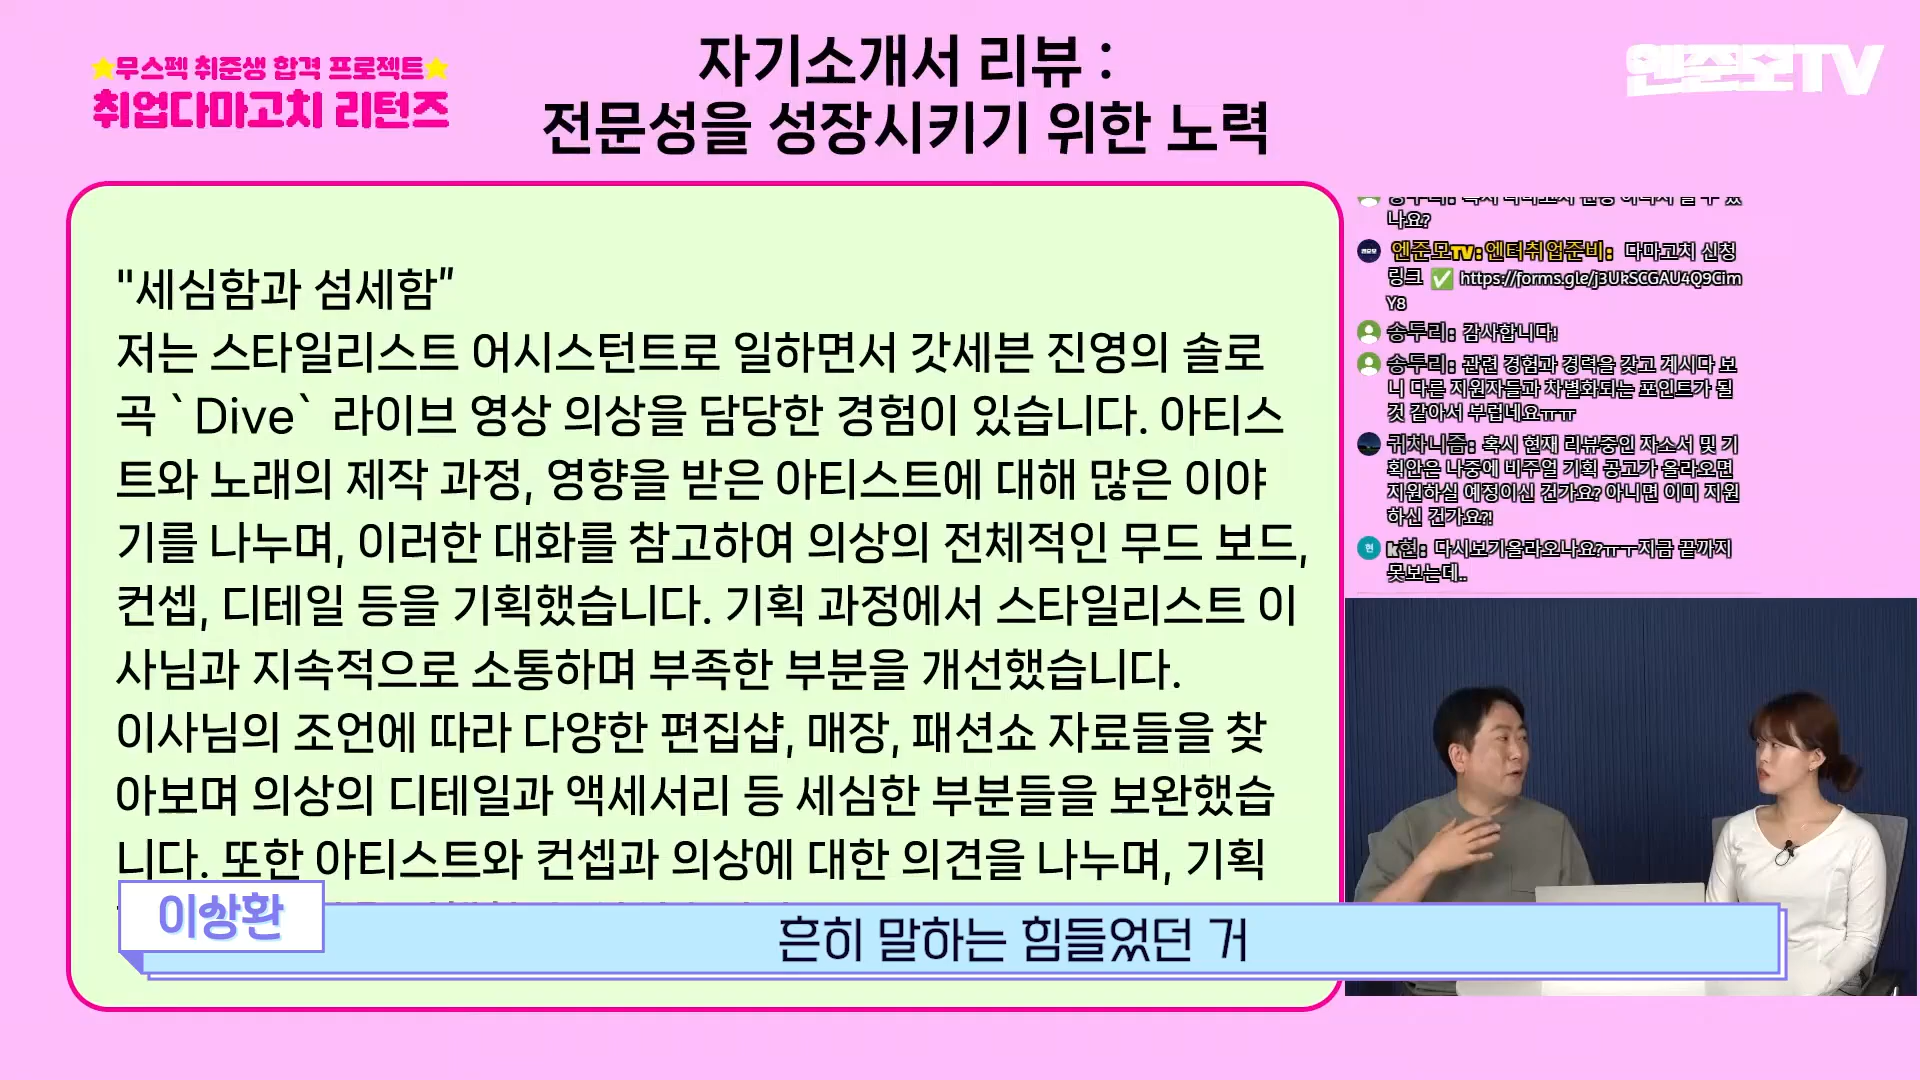 무스펙 취준생 합격 프로젝트
취업다마고치 리턴즈
자기소개서 리뷰 :
전문성을 성장시키기 위한 노력
엔준모TV
"세심함과 섬세함”
저는 스타일리스트 어시스턴트로 일하면서 갓세븐 진영의 솔로
곡 `Dive` 라이브 영상 의상을 담당한 경험이 있습니다. 아티스
트와 노래의 제작 과정, 영향을 받은 아티스트에 대해 많은 이야
기를 나누며, 이러한 대화를 참고하여 의상의 전체적인 무드 보드,
컨셉, 디테일 등을 기획했습니다. 기획 과정에서 스타일리스트 이
사님과 지속적으로 소통하며 부족한 부분을 개선했습니다.
이사님의 조언에 따라 다양한 편집샵, 매장, 패션쇼 자료들을 찾
아보며 의상의 디테일과 액세서리 등 세심한 부분들을 보완했습
니다. 또한 아티스트와 컨셉과 의상에 대한 의견을 나누며, 기획
나요?
엔준모TV:엔터취업준비: 다마고치 신청
링크 ✅ https://forms.gle/j3UkSCGAU4Q9Cim
Y8
송두리: 감사합니다!
송두리: 관련 경험과 경력을 갖고 계시다 보
니 다른 지원자들과 차별화되는 포인트가 될
것 같아서 부럽네요ㅠㅠ
귀차니즘: 혹시 현재 리뷰중인 자소서 및 기
획안은 나중에 비주얼 기획 공고가 올라오면
지원하실 예정이신 건가요? 아니면 이미 지원
하신 건가요?!
현
k현: 다시보기올라오나요?ㅠㅜ지금 끝까지
못보는데..
이상환
흔히 말하는 힘들었던 거